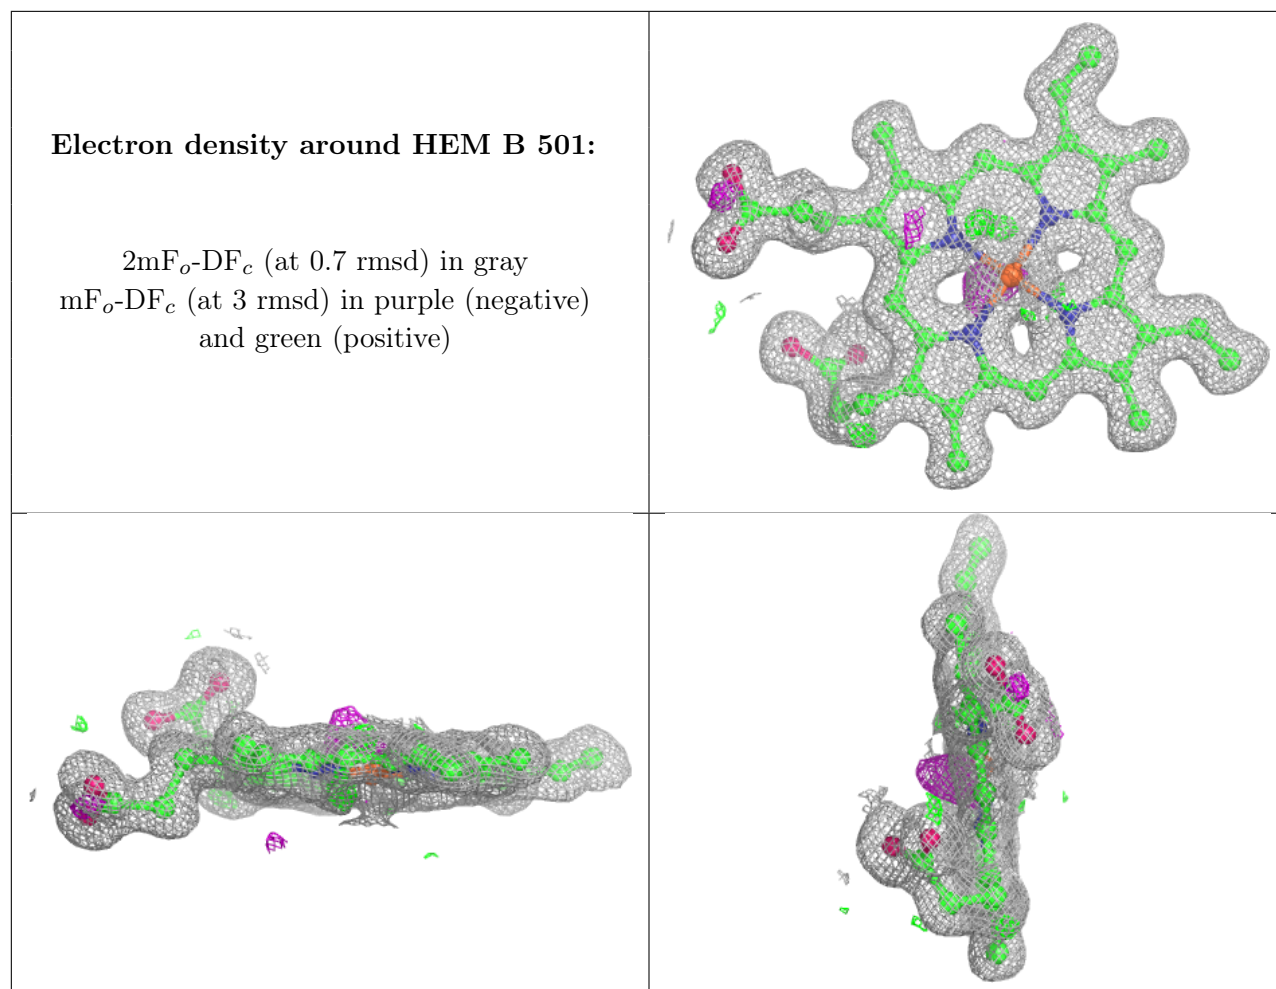 Electron density around HEM B 501:
2mFo-DFc (at 0.7 rmsd) in gray
mFo-DFc (at 3 rmsd) in purple (negative)
and green (positive)